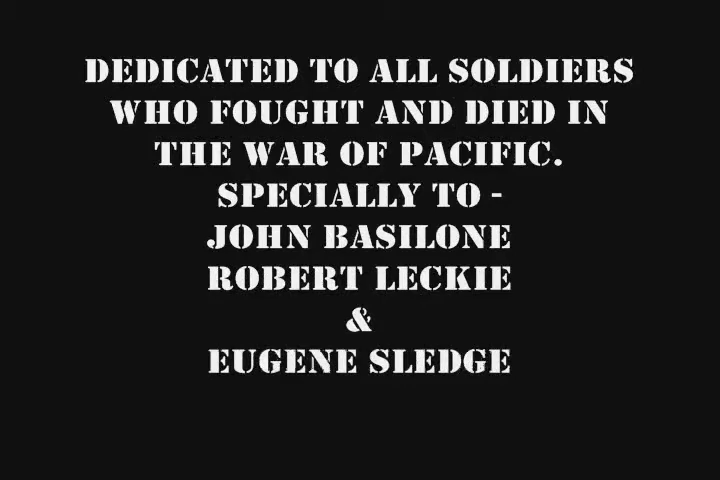 DEDICATED TO ALL SOLDIERS
WHO FOUGHT AND DIED IN
THE WAR OF PACIFIC.
SPECIALLY TO -
JOHN BASILONE
ROBERT LECKIE
&
EUGENE SLEDGE